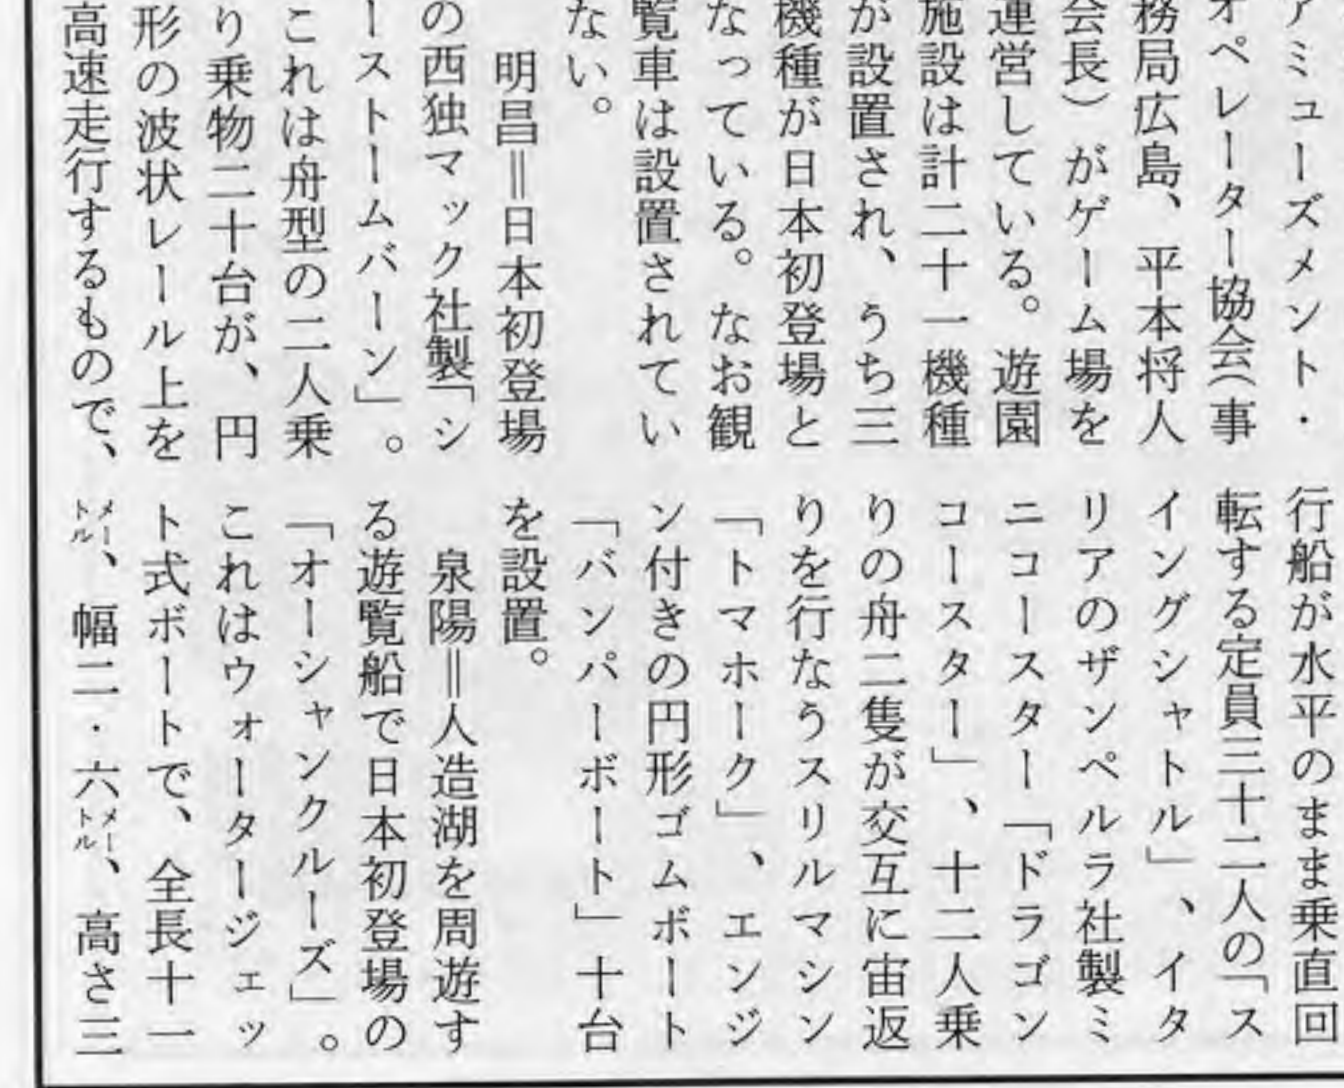 アミューズメント・
オペレーター協会（事
務局広島、平本将人
会長）がゲーム場を
運営している。遊園
施設は計二十一機種
が設置され、うち三
機種が日本初登場と
なっている。なお観
覧車は設置されてい
ない。
明昌＝日本初登場
の西独マック社製「シ
ーストームバーン」。
これは舟型の二人乗
り乗物二十台が、円
形の波状レール上を
高速走行するもので、
行船が水平のまま乗直回
転する定員三十二人の「ス
イングシャトル」、イタ
リアのザンペルラ社製ミ
ニコースター「ドラゴン
コースター」、十二人乗
りの舟二隻が交互に宙返
りを行なうスリルマシン
「トマホーク」、エンジ
ン付きの円形ゴムボート
「バンパーボート」十台
を設置。
泉陽＝人造湖を周遊す
る遊覧船で日本初登場の
「オーシャンクルーズ」。
これはウォータージェッ
ト式ボートで、全長十一
メートル、幅二・六メートル、高さ三